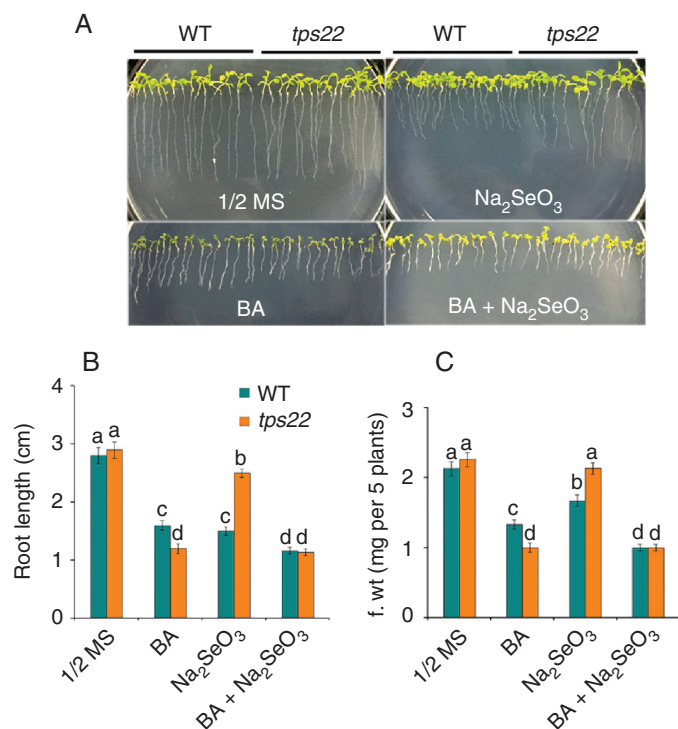 A
WT tps22 WT tps22
1/2 MS Na₂SeO₃
BA BA + Na₂SeO₃
B
Root length (cm)
4
3
2
1
0
WT
tps22
a a
c d
c b
d d
1/2 MS
BA
Na₂SeO₃
BA + Na₂SeO₃
C
f. wt (mg per 5 plants)
3
2
1
0
a a
c d
b a
d d
1/2 MS
BA
Na₂SeO₃
BA + Na₂SeO₃